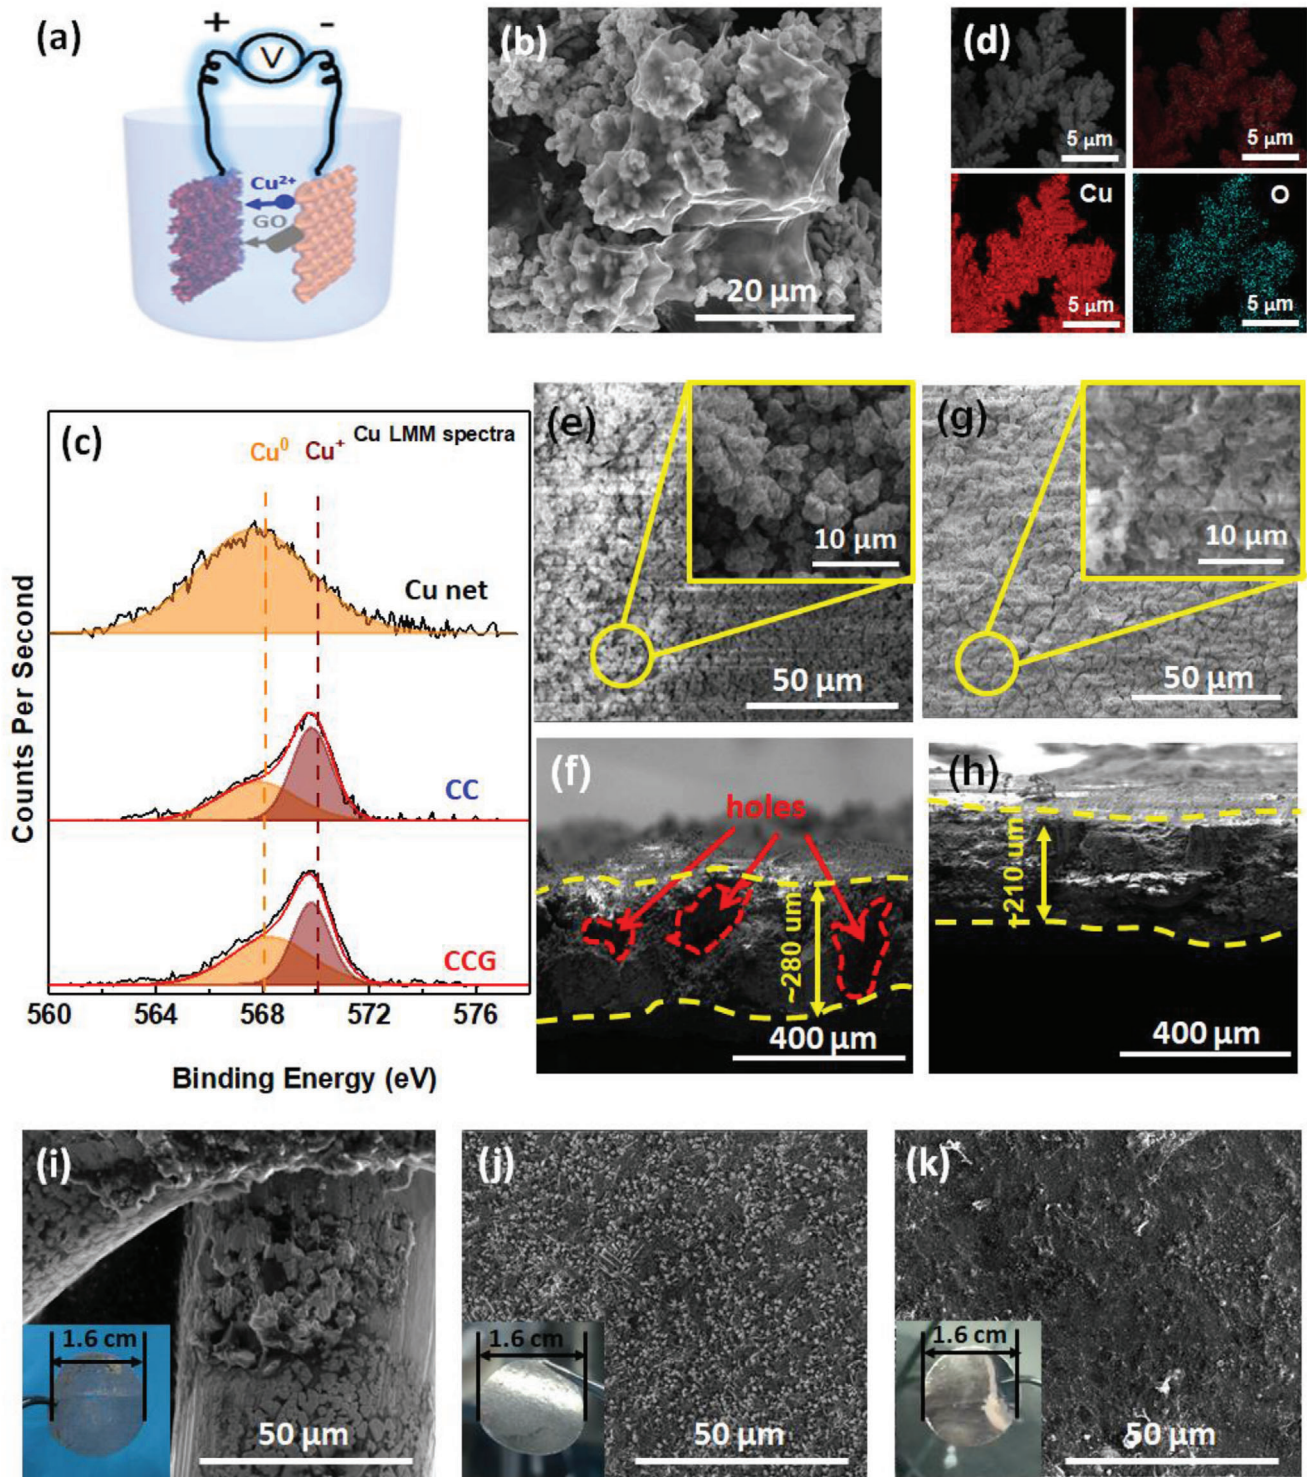 (a)
+ -
V
Cu²⁺
GO
(b)
20 µm
(d)
5 µm
5 µm
Cu
5 µm
O
5 µm
(c)
Cu LMM spectra
Cu⁰
Cu⁺
Cu net
CC
CCG
560 564 568 572 576
Binding Energy (eV)
Counts Per Second
(e)
10 µm
50 µm
(g)
10 µm
50 µm
(f)
holes
~280 um
400 µm
(h)
~210 um
400 µm
(i)
1.6 cm
50 µm
(j)
1.6 cm
50 µm
(k)
1.6 cm
50 µm